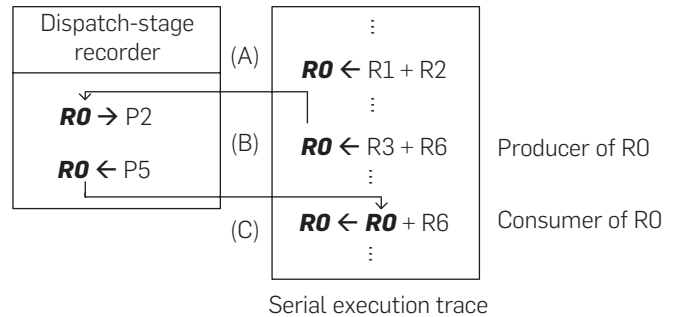 Dispatch-stage
recorder
R0 → P2
R0 ← P5
(A)
(B)
(C)
⋮
R0 ← R1 + R2
⋮
R0 ← R3 + R6
⋮
R0 ← R0 + R6
⋮
Producer of R0
Consumer of R0
Serial execution trace